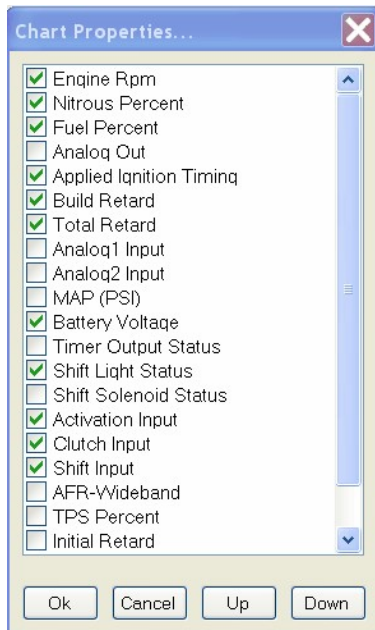 Chart Properties...
Engine Rpm
Nitrous Percent
Fuel Percent
Analog Out
Applied Ignition Timing
Build Retard
Total Retard
Analog1 Input
Analog2 Input
MAP (PSI)
Battery Voltage
Timer Output Status
Shift Light Status
Shift Solenoid Status
Activation Input
Clutch Input
Shift Input
AFR-Wideband
TPS Percent
Initial Retard
Ok Cancel Up Down